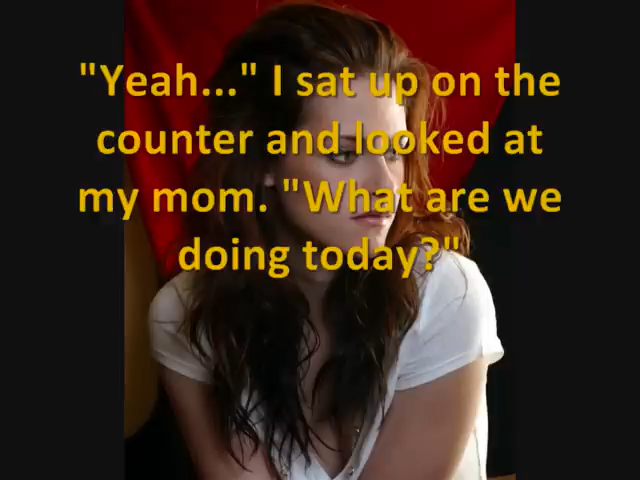 "Yeah..." I sat up on the
counter and looked at
my mom. "What are we
doing today?"